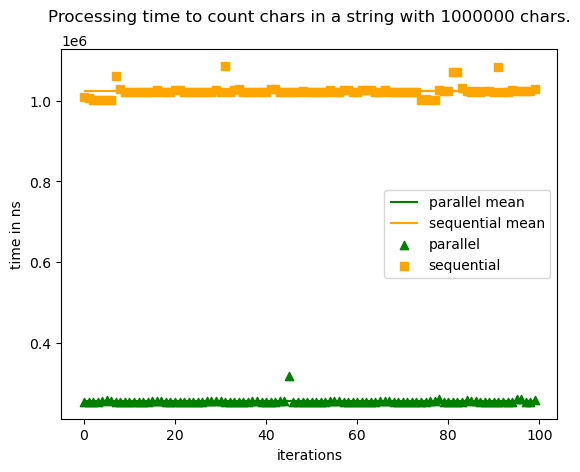 Processing time to count chars in a string with 1000000 chars.
1e6
1.0
0.8
0.6
0.4
time in ns
parallel mean
sequential mean
parallel
sequential
0
20
40
60
80
100
iterations